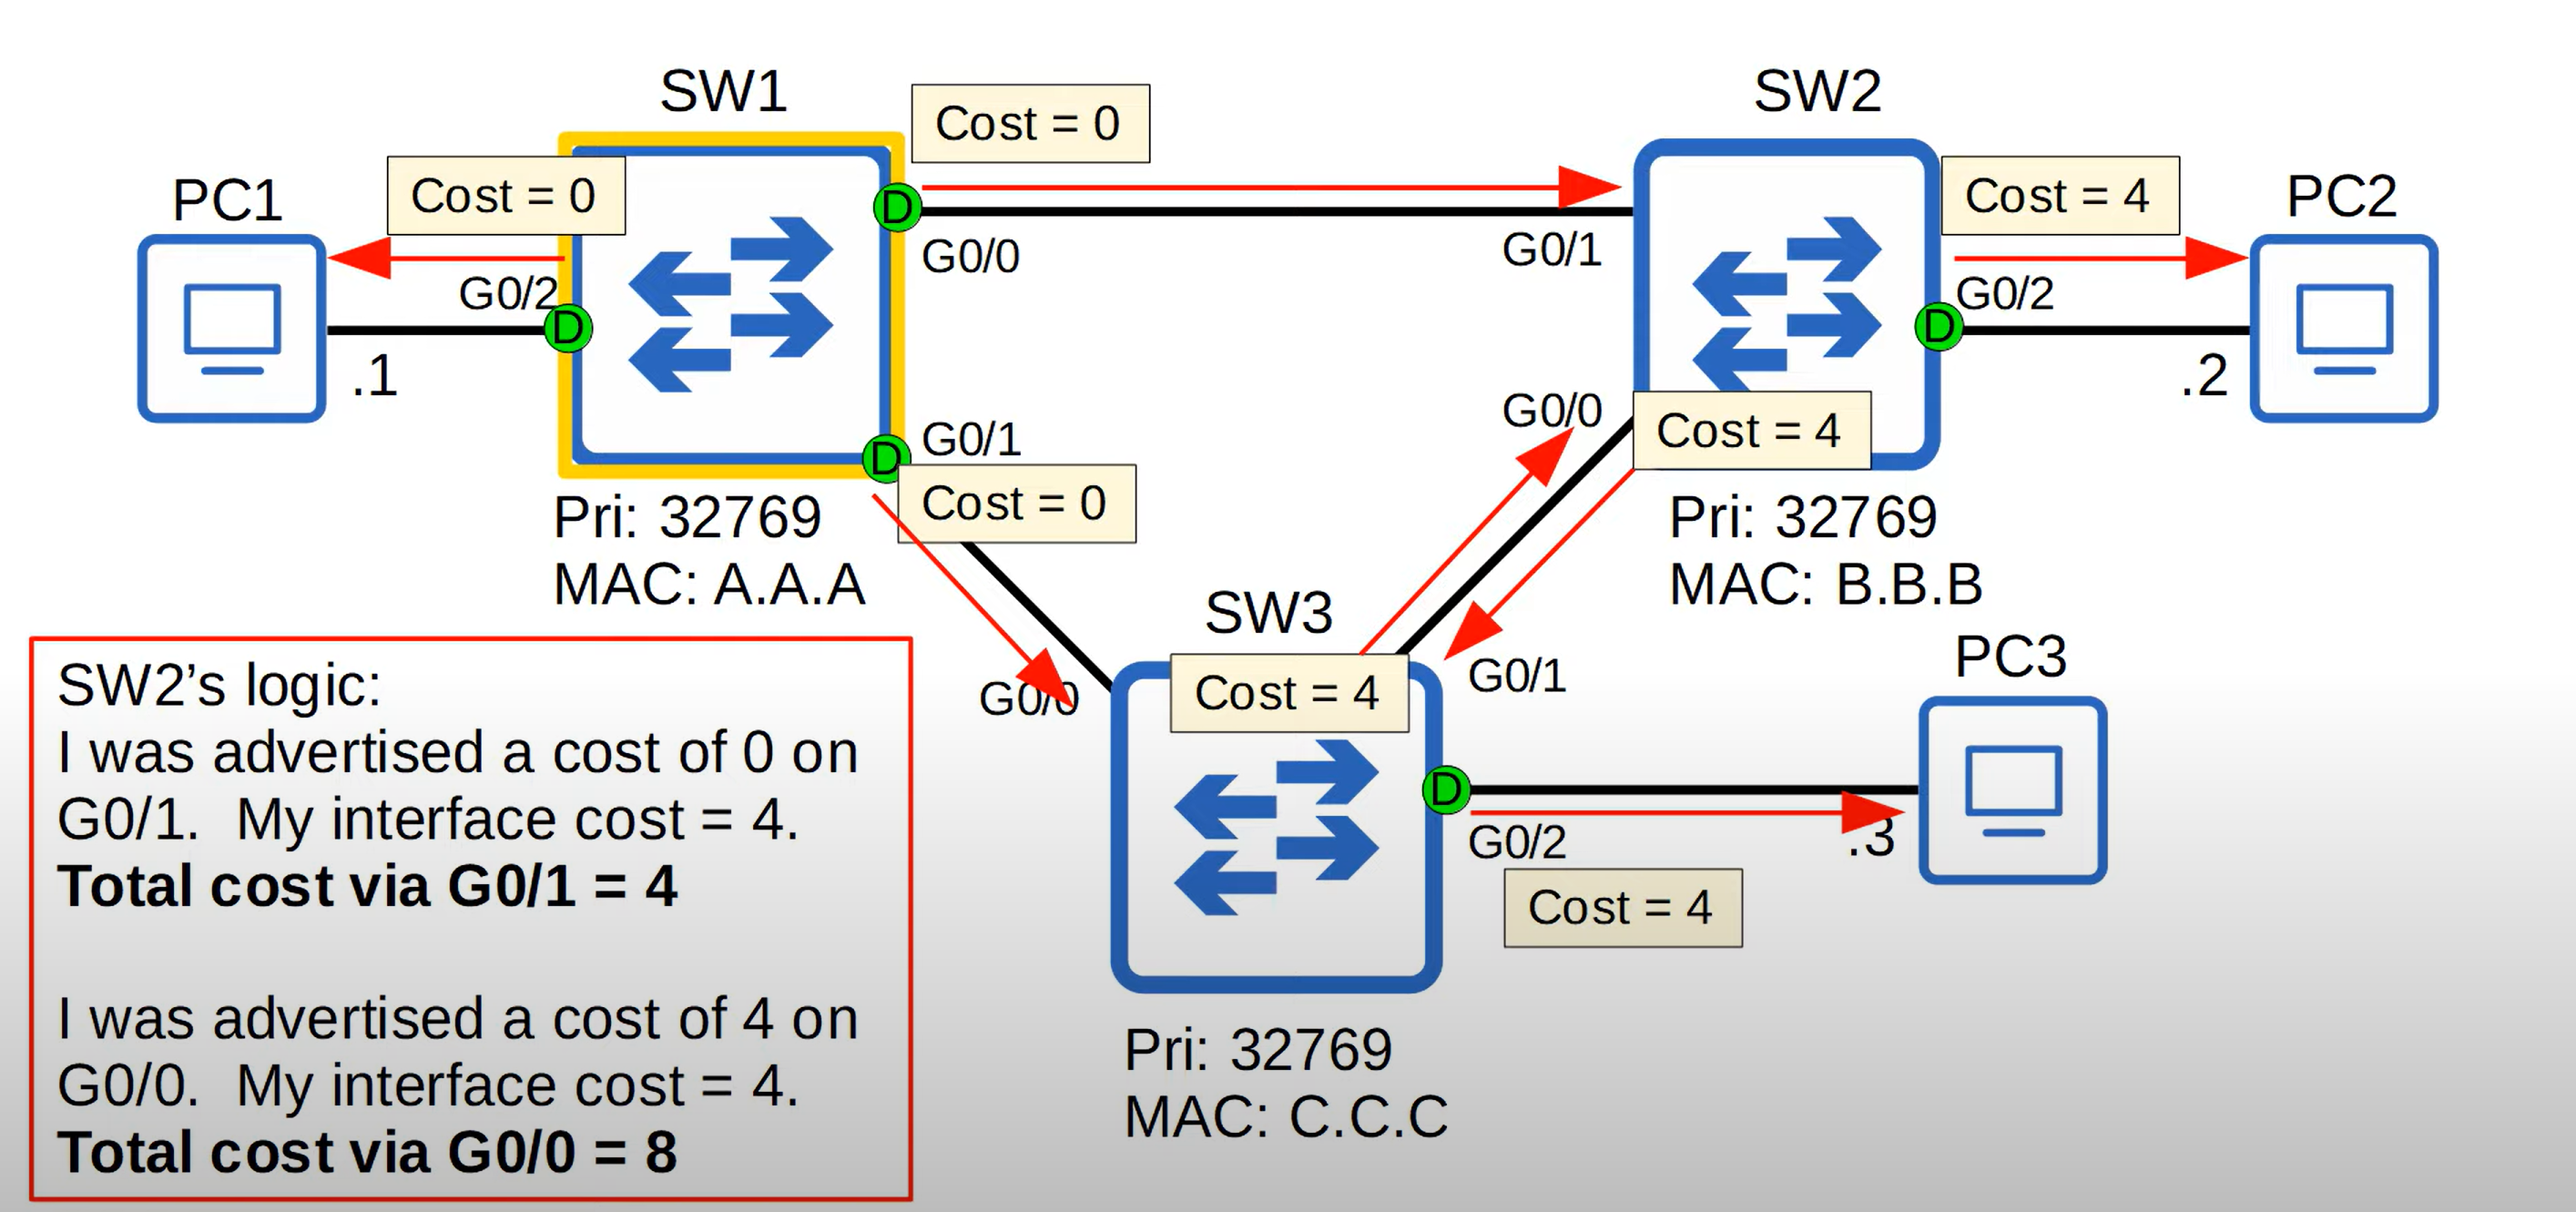 SW1
Cost = 0
SW2
PC1
Cost = 0
D
Cost = 4
PC2
G0/0
G0/1
G0/2
D
.1
G0/2
D
.2
G0/1
D
Cost = 0
G0/0
Cost = 4
Pri: 32769
MAC: A.A.A
Pri: 32769
MAC: B.B.B
SW3
PC3
G0/0
Cost = 4
G0/1
D
G0/2
.3
Cost = 4
Pri: 32769
MAC: C.C.C
SW2’s logic:
I was advertised a cost of 0 on
G0/1. My interface cost = 4.
Total cost via G0/1 = 4
I was advertised a cost of 4 on
G0/0. My interface cost = 4.
Total cost via G0/0 = 8